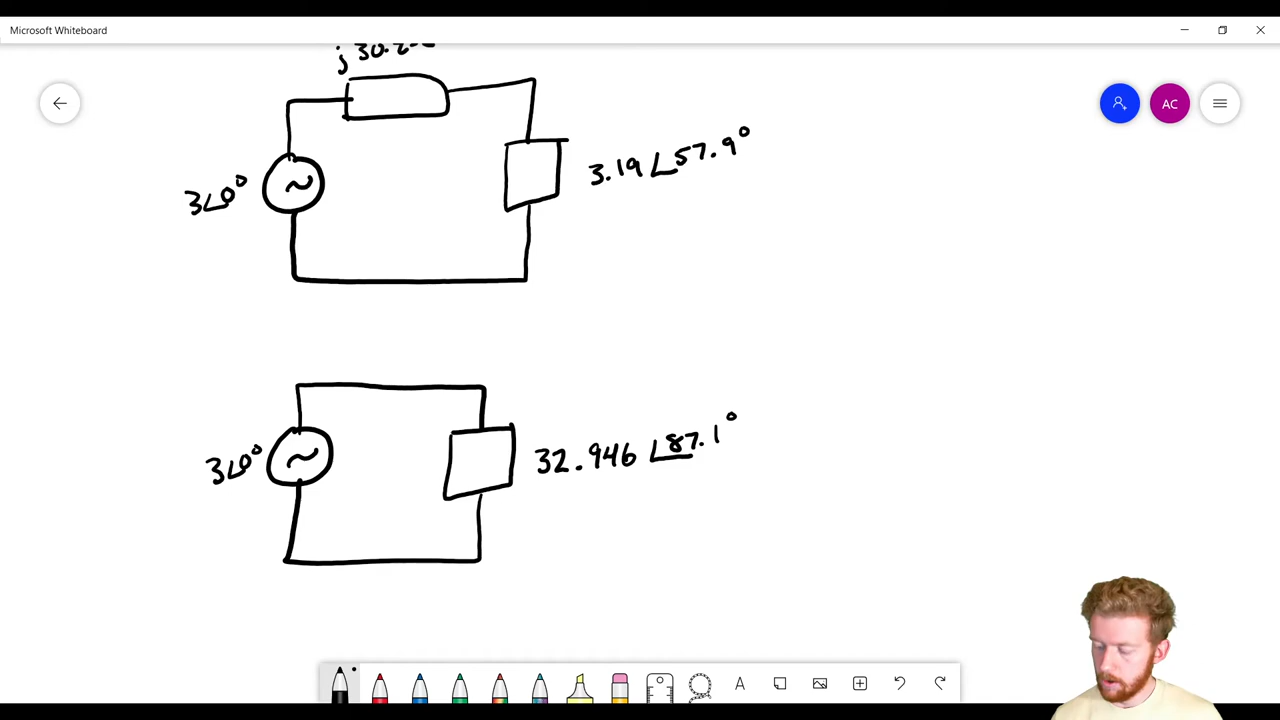 Microsoft Whiteboard
AC
3∠0°
3.19∠57.9°
3∠0°
32.946∠87.1°
A